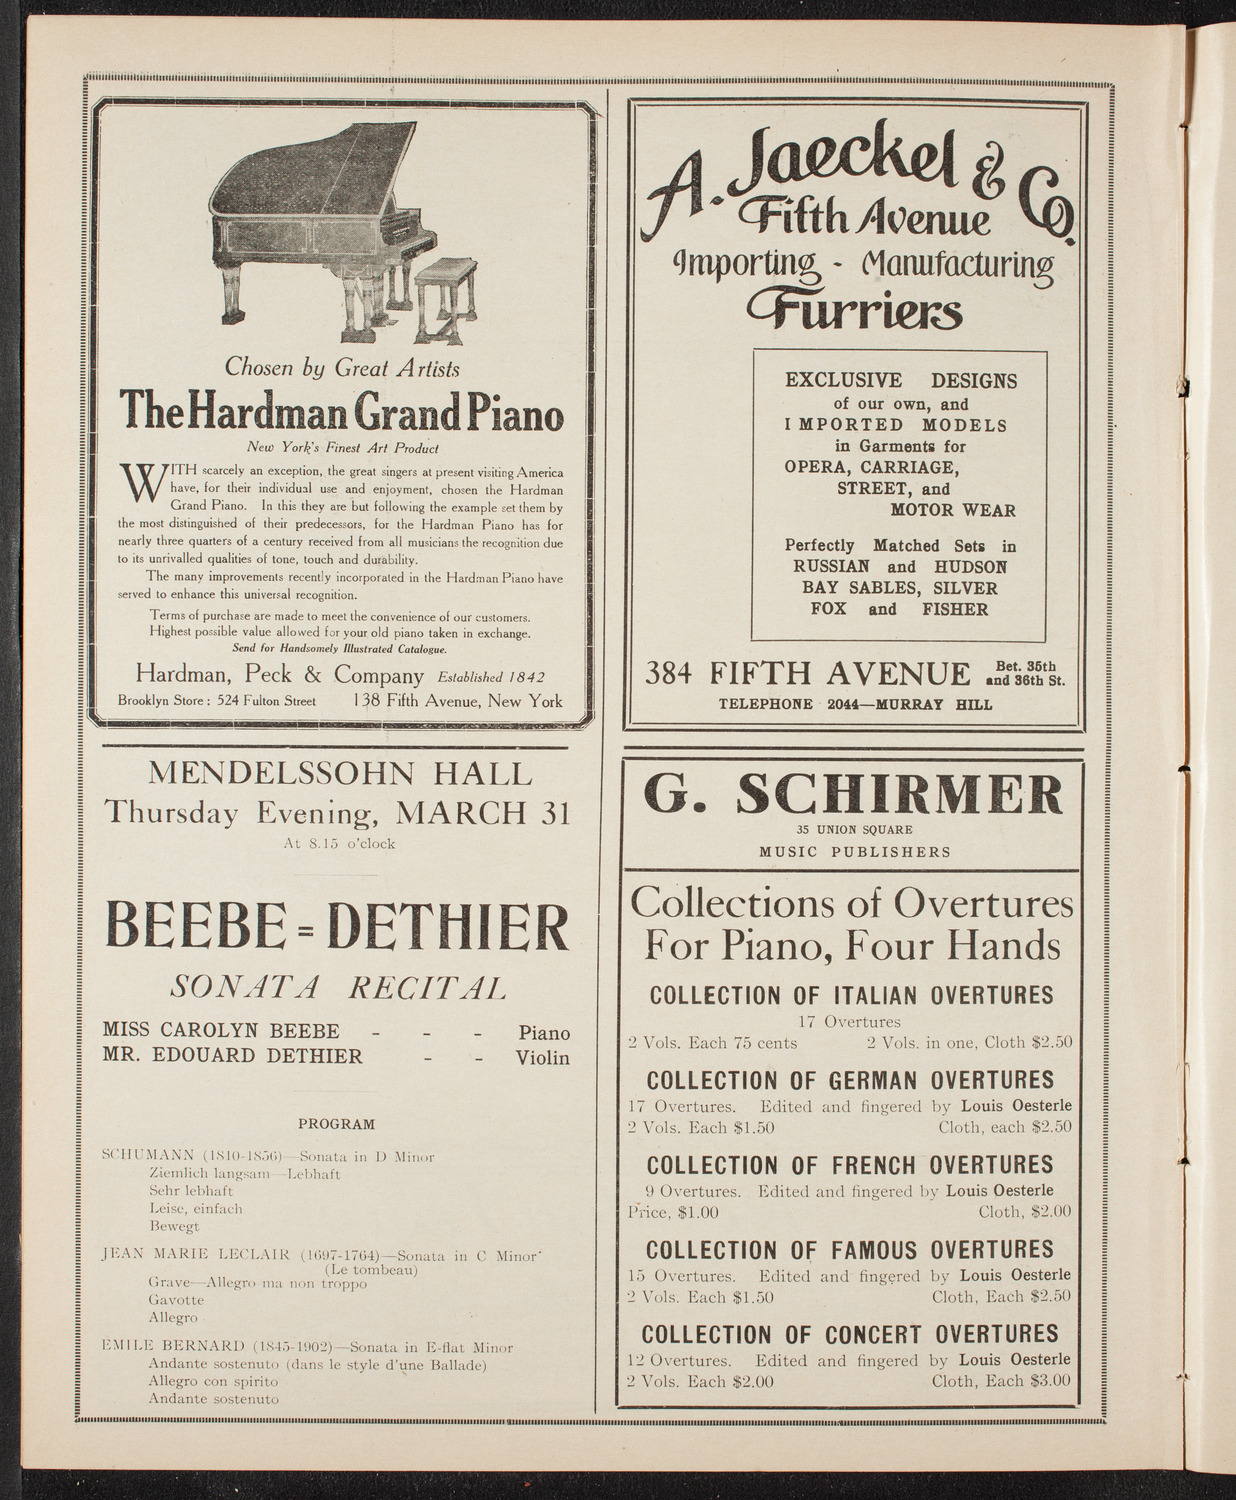 Chosen by Great Artists
The Hardman Grand Piano
New York's Finest Art Product
WITH scarcely an exception, the great singers at present visiting America
have, for their individual use and enjoyment, chosen the Hardman
Grand Piano. In this they are but following the example set them by
the most distinguished of their predecessors, for the Hardman Piano has for
nearly three quarters of a century received from all musicians the recognition due
to its unrivalled qualities of tone, touch and durability.
The many improvements recently incorporated in the Hardman Piano have
served to enhance this universal recognition.
Terms of purchase are made to meet the convenience of our customers.
Highest possible value allowed for your old piano taken in exchange.
Send for Handsomely Illustrated Catalogue.
Hardman, Peck & Company Established 1842
Brooklyn Store: 524 Fulton Street 138 Fifth Avenue, New York
MENDELSSOHN HALL
Thursday Evening, MARCH 31
At 8.15 o'clock
BEEBE = DETHIER
SONATA RECITAL
MISS CAROLYN BEEBE - - - Piano
MR. EDOUARD DETHIER - - Violin
PROGRAM
SCHUMANN (1810-1856)—Sonata in D Minor
Ziemlich langsam—Lebhaft
Sehr lebhaft
Leise, einfach
Bewegt
JEAN MARIE LECLAIR (1697-1764)—Sonata in C Minor
(Le tombeau)
Grave—Allegro ma non troppo
Gavotte
Allegro
EMILE BERNARD (1845-1902)—Sonata in E-flat Minor
Andante sostenuto (dans le style d'une Ballade)
Allegro con spirito
Andante sostenuto
A. Jaeckel & Co.
Fifth Avenue
Importing - Manufacturing
Furriers
EXCLUSIVE DESIGNS
of our own, and
IMPORTED MODELS
in Garments for
OPERA, CARRIAGE,
STREET, and
MOTOR WEAR
Perfectly Matched Sets in
RUSSIAN and HUDSON
BAY SABLES, SILVER
FOX and FISHER
384 FIFTH AVENUE Bet. 35th
and 36th St.
TELEPHONE 2044—MURRAY HILL
G. SCHIRMER
35 UNION SQUARE
MUSIC PUBLISHERS
Collections of Overtures
For Piano, Four Hands
COLLECTION OF ITALIAN OVERTURES
17 Overtures
2 Vols. Each 75 cents 2 Vols. in one, Cloth $2.50
COLLECTION OF GERMAN OVERTURES
17 Overtures. Edited and fingered by Louis Oesterle
2 Vols. Each $1.50 Cloth, each $2.50
COLLECTION OF FRENCH OVERTURES
9 Overtures. Edited and fingered by Louis Oesterle
Price, $1.00 Cloth, $2.00
COLLECTION OF FAMOUS OVERTURES
15 Overtures. Edited and fingered by Louis Oesterle
2 Vols. Each $1.50 Cloth, Each $2.50
COLLECTION OF CONCERT OVERTURES
12 Overtures. Edited and fingered by Louis Oesterle
2 Vols. Each $2.00 Cloth, Each $3.00